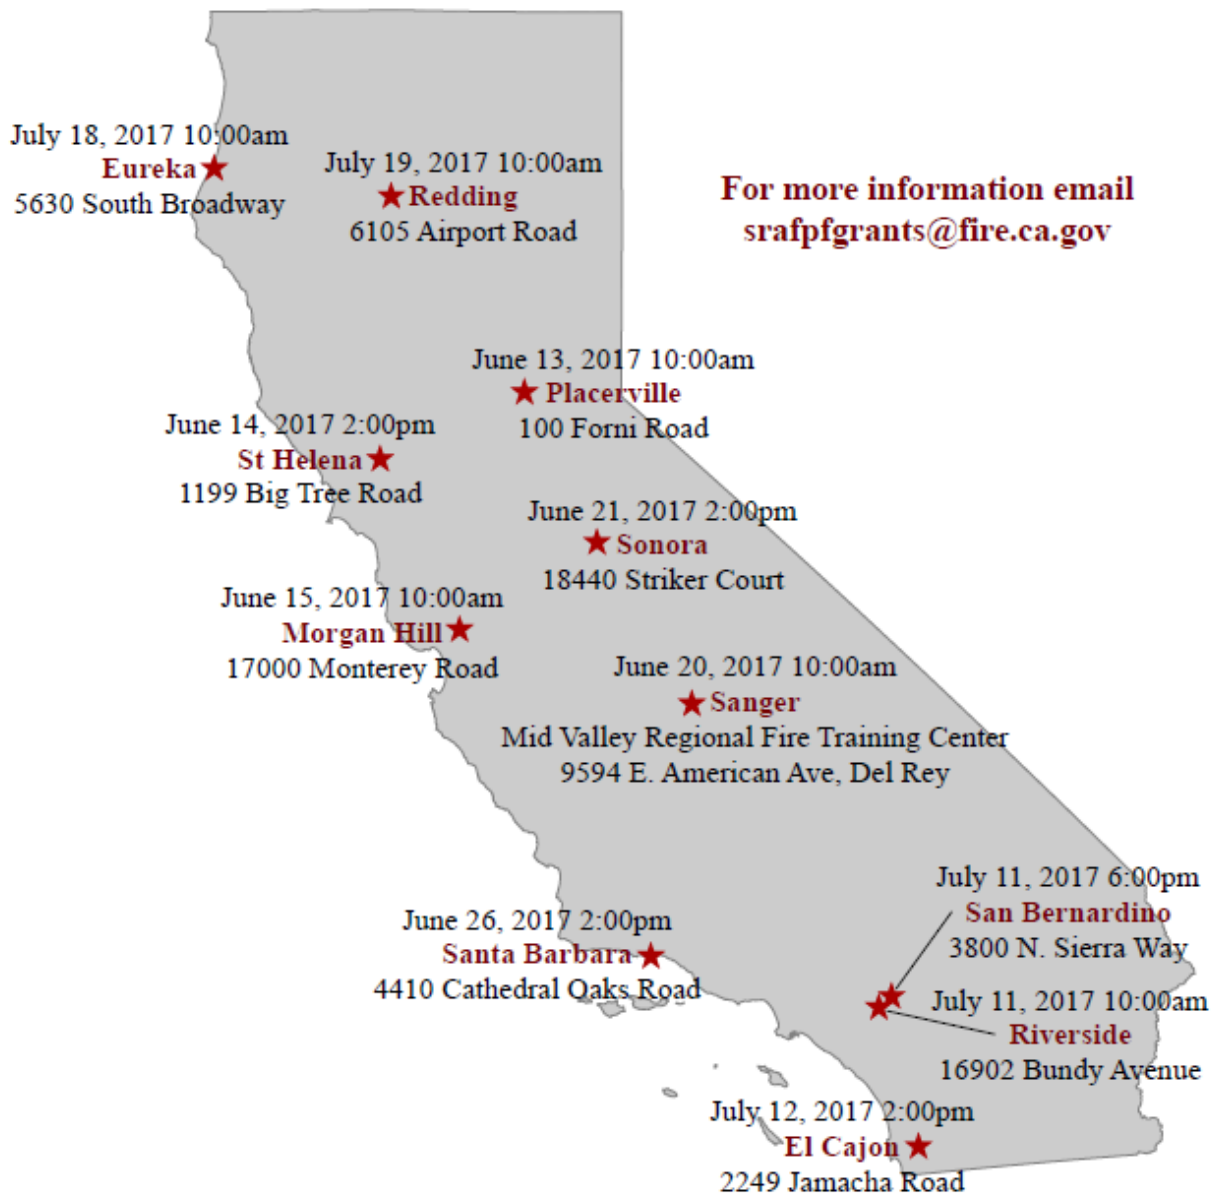 July 18, 2017 10:00am
Eureka
5630 South Broadway
July 19, 2017 10:00am
Redding
6105 Airport Road
For more information email
srafpfgrants@fire.ca.gov
June 13, 2017 10:00am
Placerville
100 Forni Road
June 14, 2017 2:00pm
St Helena
1199 Big Tree Road
June 21, 2017 2:00pm
Sonora
18440 Striker Court
June 15, 2017 10:00am
Morgan Hill
17000 Monterey Road
June 20, 2017 10:00am
Sanger
Mid Valley Regional Fire Training Center
9594 E. American Ave, Del Rey
July 11, 2017 6:00pm
San Bernardino
3800 N. Sierra Way
June 26, 2017 2:00pm
Santa Barbara
4410 Cathedral Oaks Road
July 11, 2017 10:00am
Riverside
16902 Bundy Avenue
July 12, 2017 2:00pm
El Cajon
2249 Jamacha Road